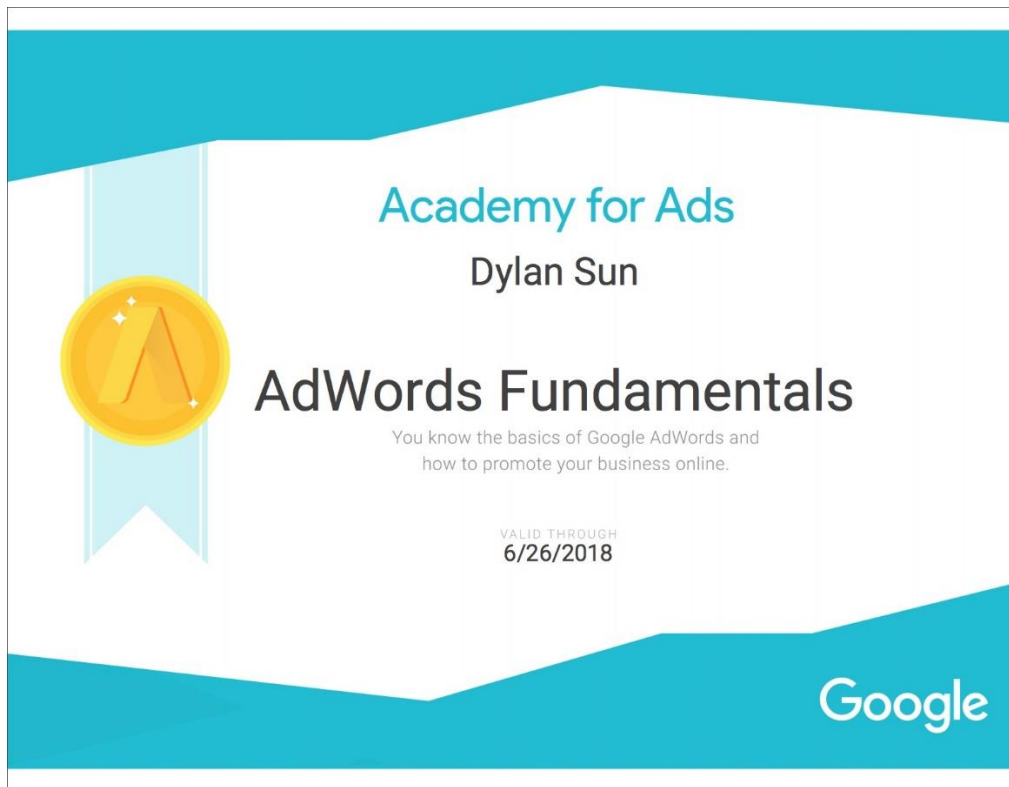 Academy for Ads
Dylan Sun
AdWords Fundamentals
You know the basics of Google AdWords and
how to promote your business online.
VALID THROUGH
6/26/2018
Google